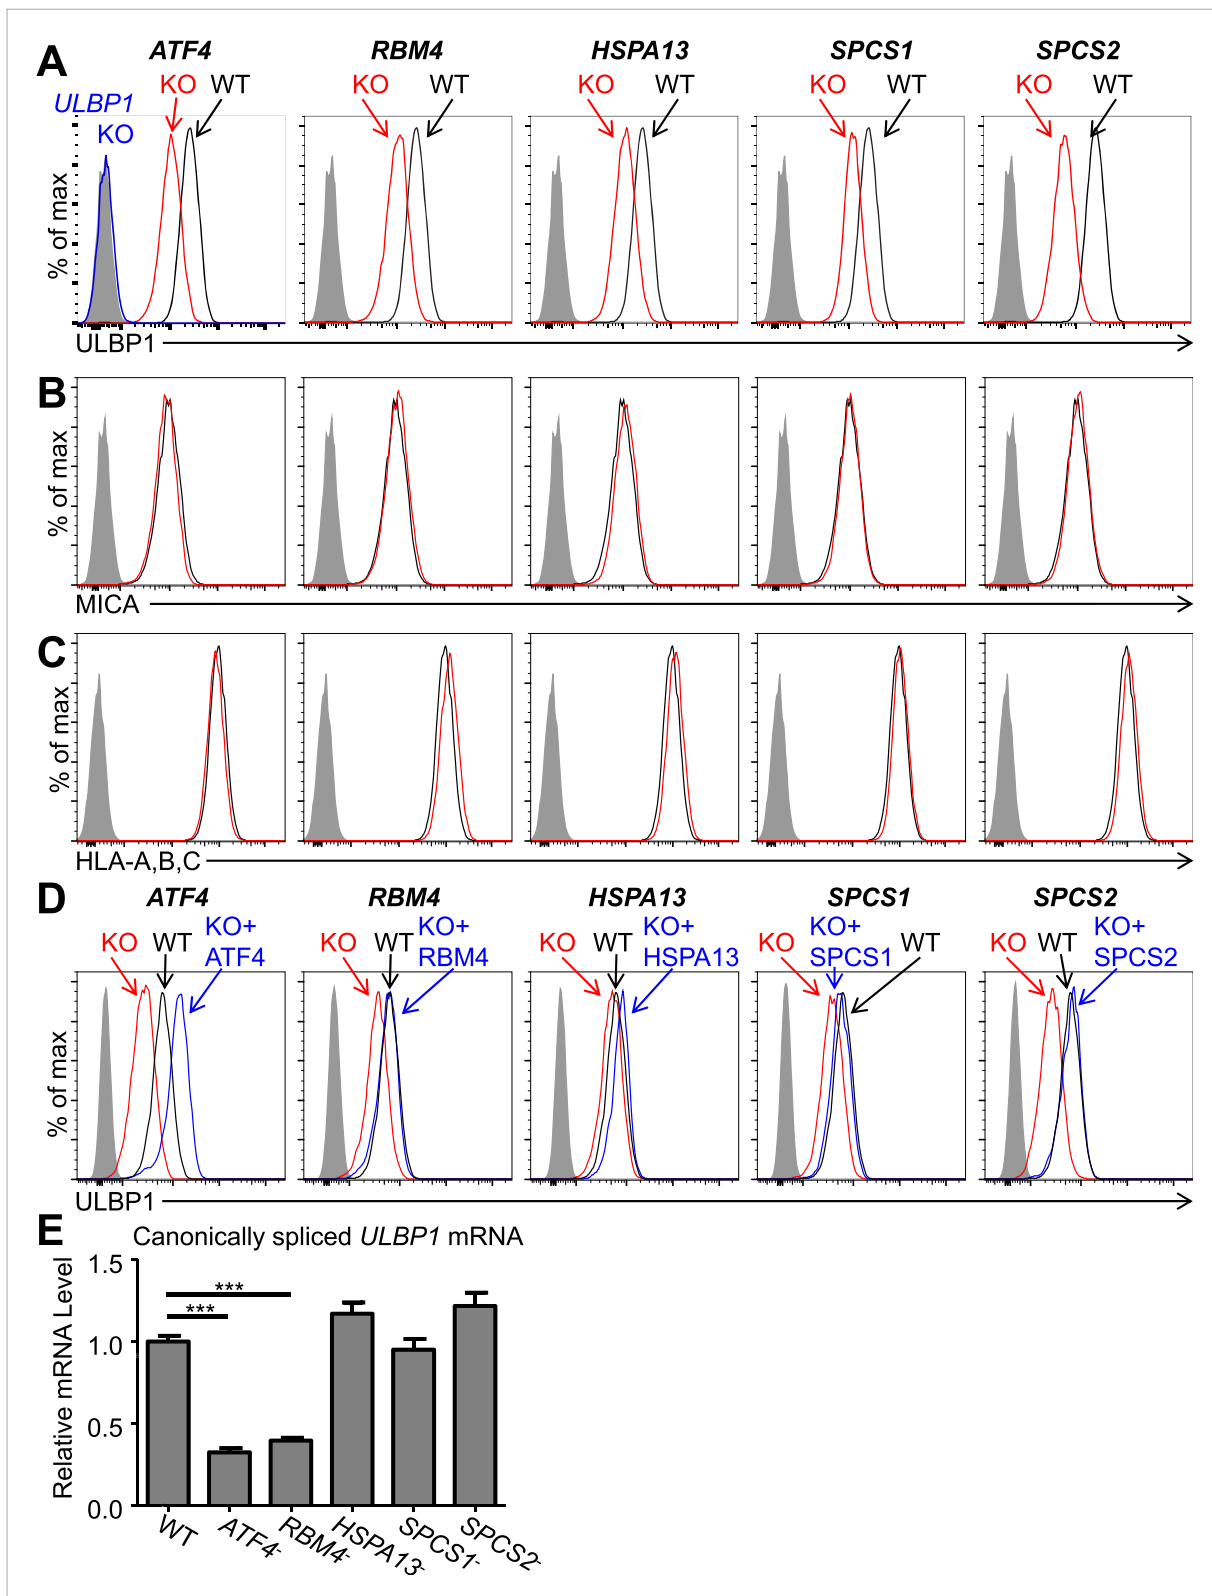 A
ATF4 RBM4 HSPA13 SPCS1 SPCS2
KO WT KO WT KO WT KO WT KO WT
ULBP1
KO
% of max
ULBP1
B
% of max
MICA
C
% of max
HLA-A,B,C
D
ATF4 RBM4 HSPA13 SPCS1 SPCS2
KO WT KO+
ATF4
KO WT KO+
RBM4
KO WT KO+
HSPA13
KO KO+
SPCS1
WT
KO WT KO+
SPCS2
% of max
ULBP1
E
Canonically spliced ULBP1 mRNA
Relative mRNA Level
1.5
1.0
0.5
0.0
***
***
WT ATF4- RBM4- HSPA13- SPCS1- SPCS2-